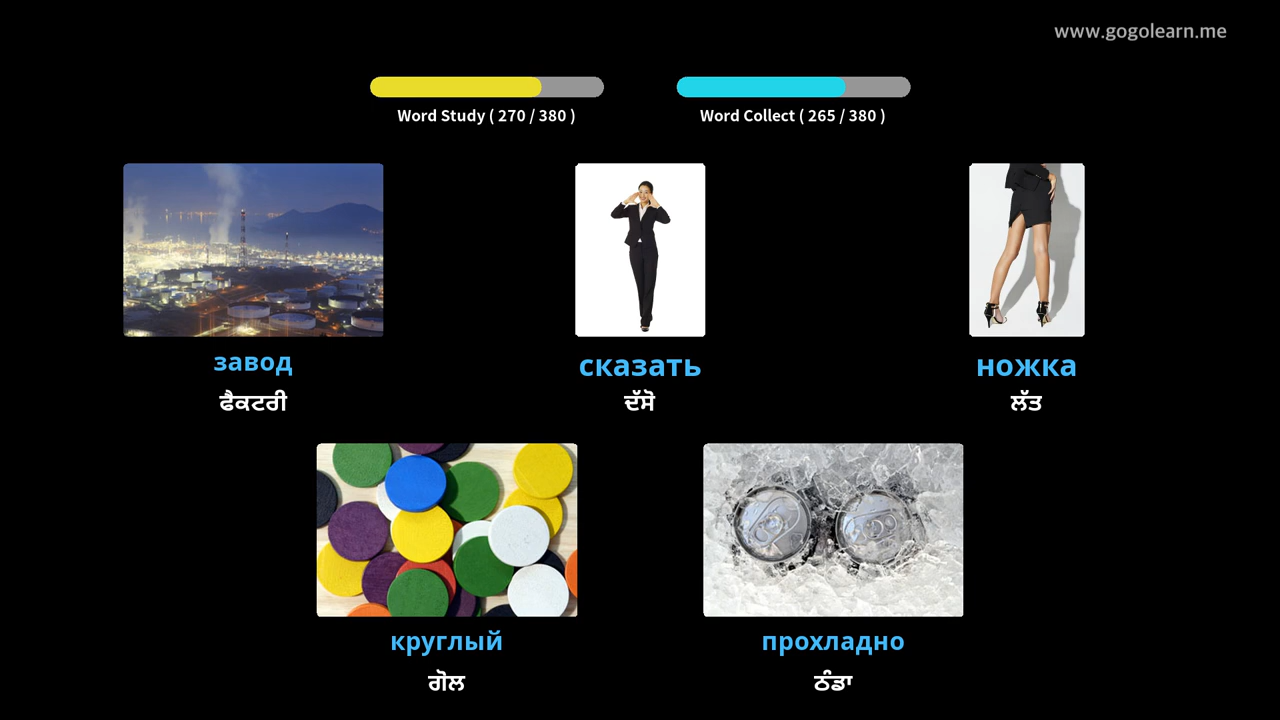 www.gogolearn.me
Word Study ( 270 / 380 )
Word Collect ( 265 / 380 )
завод
сказать
ножка
ਫੈਕਟਰੀ
ਦੱਸੋ
ਲੱਤ
круглый
прохладно
ਗੋਲ
ਠੰਡਾ